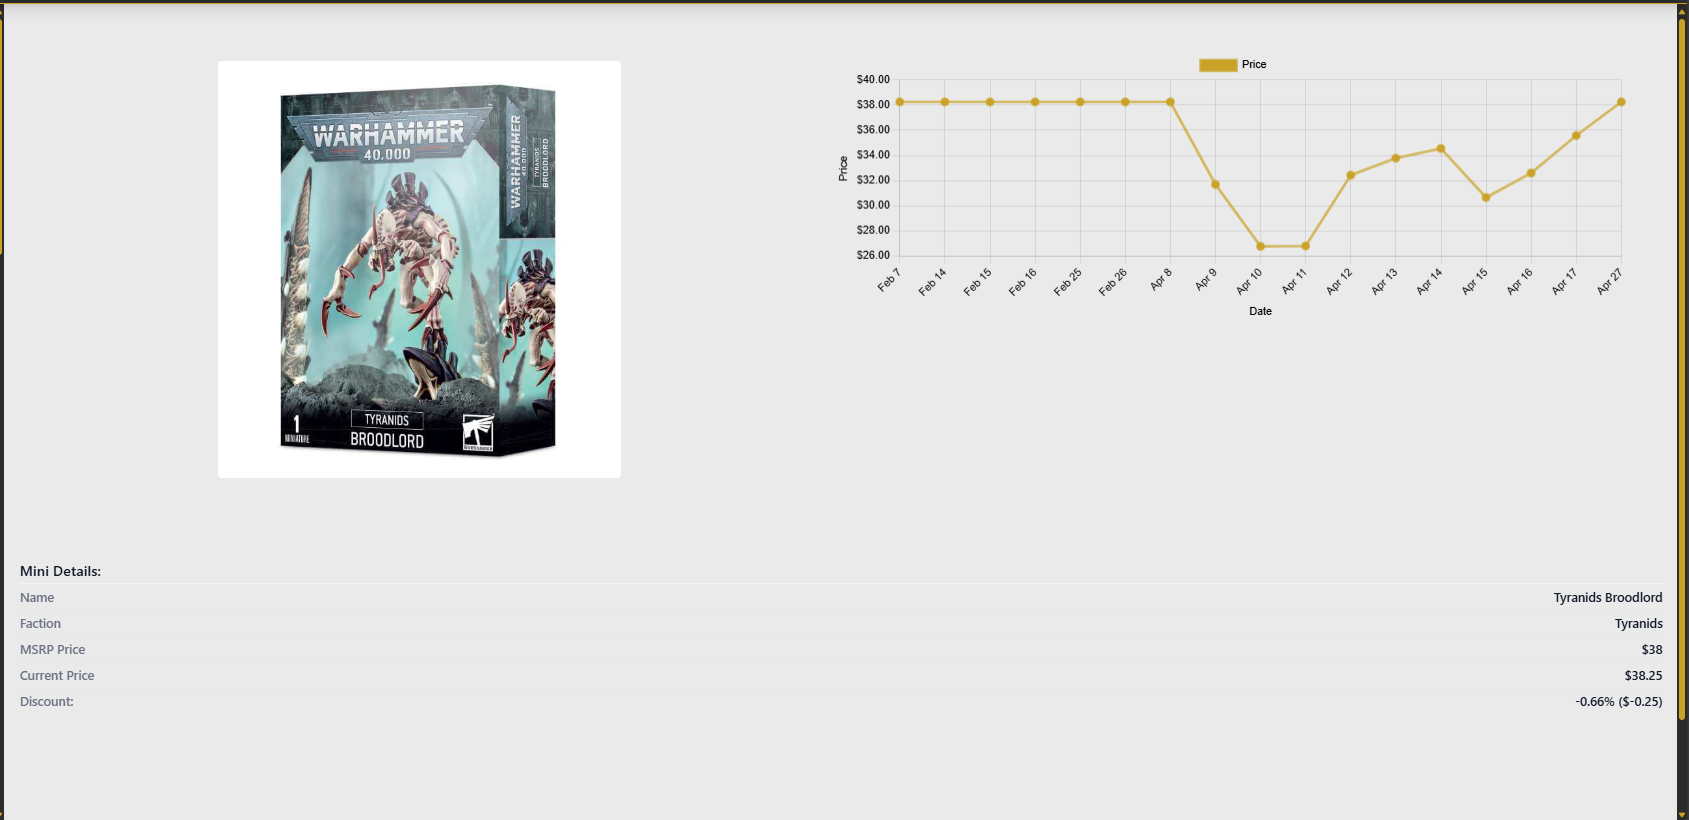 WARHAMMER
40,000
WARHAMMER
40,000
TYRANIDS
BROODLORD
1
MINIATURE
TYRANIDS
BROODLORD
WARHAMMER
Price
$40.00
$38.00
$36.00
$34.00
$32.00
$30.00
$28.00
$26.00
Price
Feb 7
Feb 14
Feb 15
Feb 16
Feb 25
Feb 26
Apr 8
Apr 9
Apr 10
Apr 11
Apr 12
Apr 13
Apr 14
Apr 15
Apr 16
Apr 17
Apr 27
Date
Mini Details:
Name Tyranids Broodlord
Faction Tyranids
MSRP Price $38
Current Price $38.25
Discount: -0.66% ($-0.25)